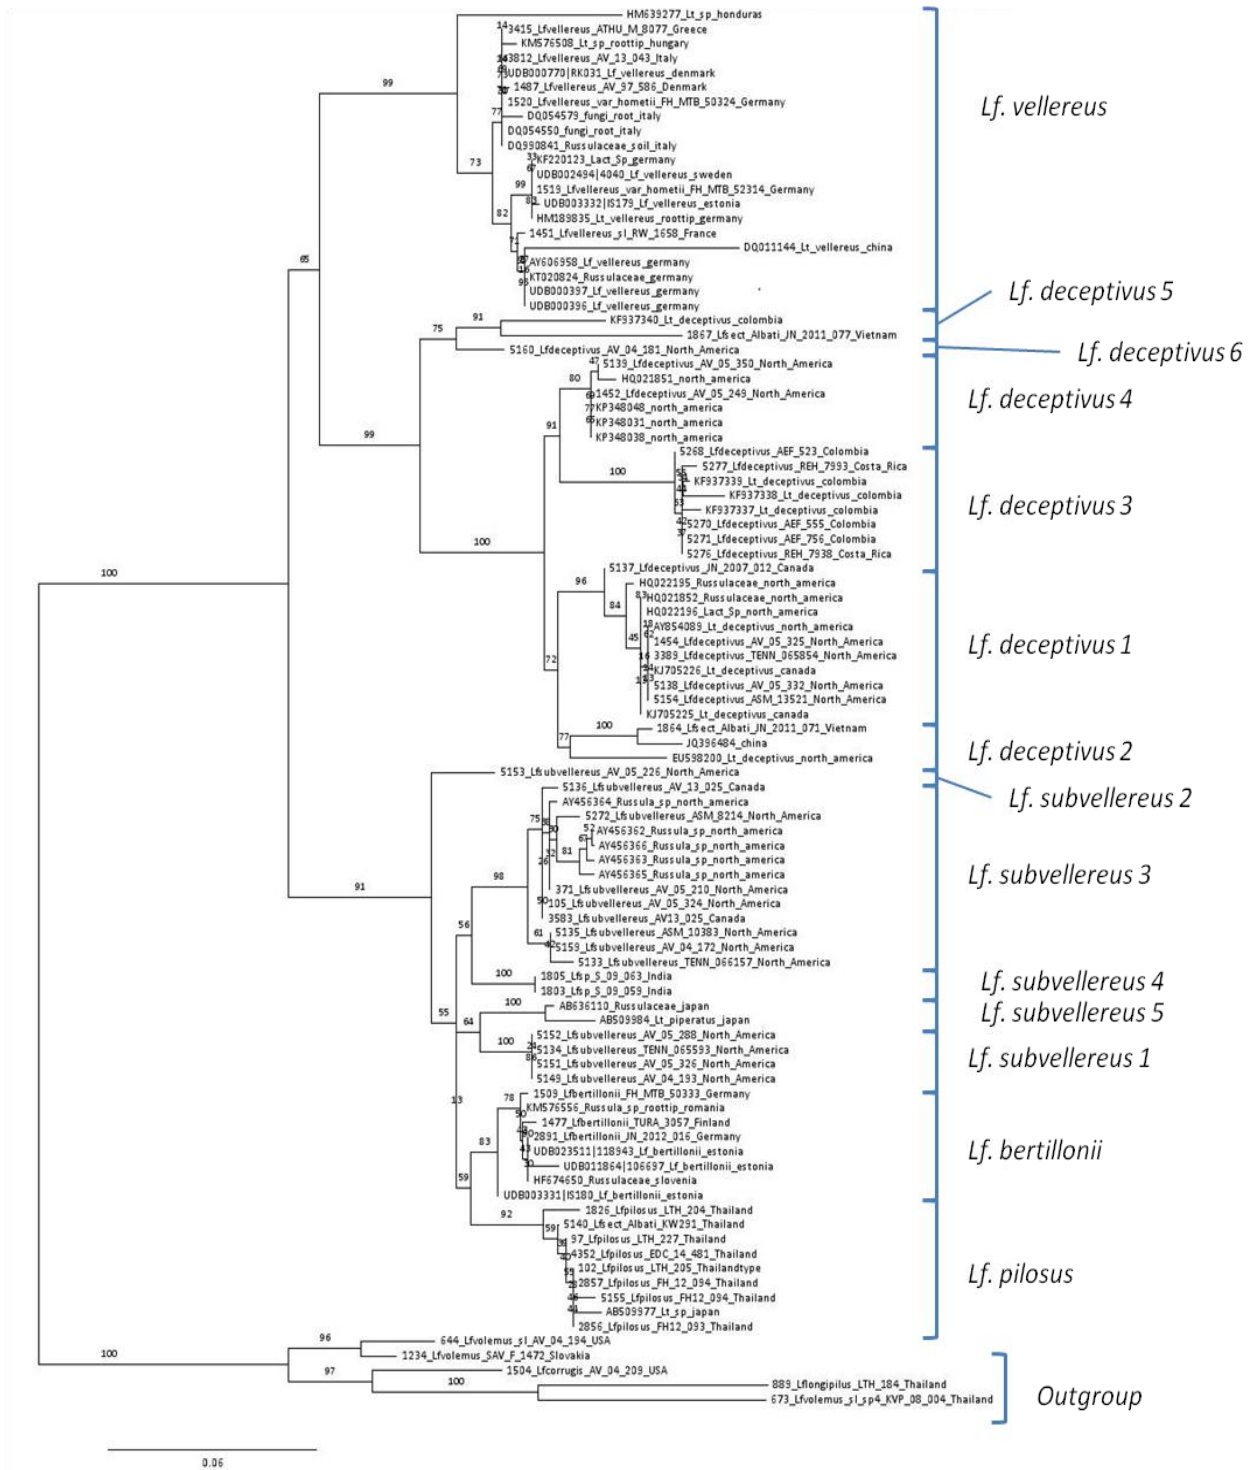 HM639277_Lt_sp_honduras
3415_Lfvellereus_ATHU_M_8077_Greece
KM576508_Lt_sp_roottip_hungary
3812_Lfvellereus_AV_13_043_Italy
UDB000770|RK031_Lf_vellereus_denmark
1487_Lfvellereus_AV_97_586_Denmark
1520_Lfvellereus_var_hometii_FH_MTB_50324_Germany
DQ054579_fungi_root_italy
DQ054550_fungi_root_italy
DQ990841_Russulaceae_soil_italy
KF220123_Lact_Sp_germany
UDB002494|4040_Lf_vellereus_sweden
1519_Lfvellereus_var_hometii_FH_MTB_52314_Germany
UDB003332|IS179_Lf_vellereus_estonia
HM189835_Lt_vellereus_roottip_germany
1451_Lfvellereus_sl_RW_1658_France
DQ011144_Lt_vellereus_china
AY606958_Lf_vellereus_germany
KT020824_Russulaceae_germany
UDB000397_Lf_vellereus_germany
UDB000396_Lf_vellereus_germany
Lf. vellereus
KF937340_Lt_deceptivus_colombia
1867_Lfsect_Albati_JN_2011_077_Vietnam
Lf. deceptivus 5
5160_Lfdeceptivus_AV_04_181_North_America
Lf. deceptivus 6
5139_Lfdeceptivus_AV_05_350_North_America
HQ021851_north_america
1452_Lfdeceptivus_AV_05_249_North_America
KP348048_north_america
KP348031_north_america
KP348038_north_america
Lf. deceptivus 4
5268_Lfdeceptivus_AEF_523_Colombia
5277_Lfdeceptivus_REH_7993_Costa_Rica
KF937339_Lt_deceptivus_colombia
KF937338_Lt_deceptivus_colombia
KF937337_Lt_deceptivus_colombia
5270_Lfdeceptivus_AEF_555_Colombia
5271_Lfdeceptivus_AEF_756_Colombia
5276_Lfdeceptivus_REH_7938_Costa_Rica
Lf. deceptivus 3
5137_Lfdeceptivus_JN_2007_012_Canada
HQ022195_Russulaceae_north_america
HQ021852_Russulaceae_north_america
HQ022196_Lact_Sp_north_america
AY854089_Lt_deceptivus_north_america
1454_Lfdeceptivus_AV_05_325_North_America
3389_Lfdeceptivus_TENN_065854_North_America
KJ705226_Lt_deceptivus_canada
5138_Lfdeceptivus_AV_05_332_North_America
5154_Lfdeceptivus_ASM_13521_North_America
KJ705225_Lt_deceptivus_canada
Lf. deceptivus 1
1864_Lfsect_Albati_JN_2011_071_Vietnam
JQ396484_china
EU598200_Lt_deceptivus_north_america
Lf. deceptivus 2
5153_Lfsubvellereus_AV_05_226_North_America
Lf. subvellereus 2
5136_Lfsubvellereus_AV_13_025_Canada
AY456364_Russula_sp_north_america
5272_Lfsubvellereus_ASM_8214_North_America
AY456362_Russula_sp_north_america
AY456366_Russula_sp_north_america
AY456363_Russula_sp_north_america
AY456365_Russula_sp_north_america
371_Lfsubvellereus_AV_05_210_North_America
105_Lfsubvellereus_AV_05_324_North_America
3583_Lfsubvellereus_AV13_025_Canada
5135_Lfsubvellereus_ASM_10383_North_America
5159_Lfsubvellereus_AV_04_172_North_America
5133_Lfsubvellereus_TENN_066157_North_America
Lf. subvellereus 3
1805_Lfsp_S_09_063_India
1803_Lfsp_S_09_059_India
Lf. subvellereus 4
AB636110_Russulaceae_japan
AB509984_Lt_piperatus_japan
Lf. subvellereus 5
5152_Lfsubvellereus_AV_05_288_North_America
5134_Lfsubvellereus_TENN_065593_North_America
5151_Lfsubvellereus_AV_05_326_North_America
5149_Lfsubvellereus_AV_04_193_North_America
Lf. subvellereus 1
1509_Lfbertillonii_FH_MTB_50333_Germany
KM576556_Russula_sp_roottip_romania
1477_Lfbertillonii_TURA_3057_Finland
2891_Lfbertillonii_JN_2012_016_Germany
UDB023511|118943_Lf_bertillonii_estonia
UDB011864|106697_Lf_bertillonii_estonia
HF674650_Russulaceae_slovenia
UDB003331|IS180_Lf_bertillonii_estonia
Lf. bertillonii
1826_Lfpilosus_LTH_204_Thailand
5140_Lfsect_Albati_KW291_Thailand
97_Lfpilosus_LTH_227_Thailand
4352_Lfpilosus_EDC_14_481_Thailand
102_Lfpilosus_LTH_205_Thailandtype
2857_Lfpilosus_FH_12_094_Thailand
5155_Lfpilosus_FH12_094_Thailand
AB509977_Lt_sp_japan
2856_Lfpilosus_FH12_093_Thailand
Lf. pilosus
644_Lfvolemus_sl_AV_04_194_USA
1234_Lfvolemus_SAV_F_1472_Slovakia
1504_Lfcorrugis_AV_04_209_USA
889_Lflongipilus_LTH_184_Thailand
673_Lfvolemus_sl_sp4_KVP_08_004_Thailand
Outgroup
14
99
77
73
99
82
65
91
75
47
80
91
99
100
100
96
84
45
72
100
77
100
75
52
67
81
98
91
61
56
100
55
100
64
100
13
78
83
59
92
59
96
100
97
100
0.06